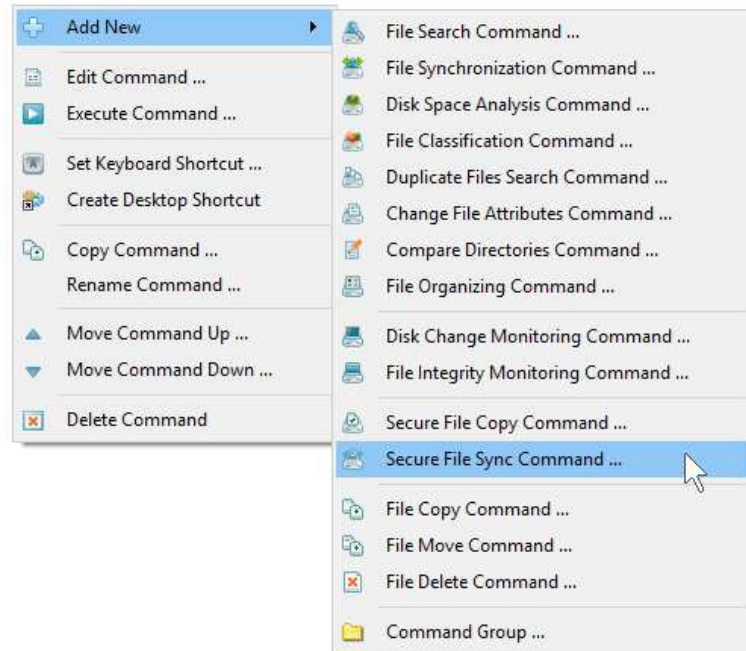 Add New
Edit Command ...
Execute Command ...
Set Keyboard Shortcut ...
Create Desktop Shortcut
Copy Command ...
Rename Command ...
Move Command Up ...
Move Command Down ...
Delete Command
File Search Command ...
File Synchronization Command ...
Disk Space Analysis Command ...
File Classification Command ...
Duplicate Files Search Command ...
Change File Attributes Command ...
Compare Directories Command ...
File Organizing Command ...
Disk Change Monitoring Command ...
File Integrity Monitoring Command ...
Secure File Copy Command ...
Secure File Sync Command ...
File Copy Command ...
File Move Command ...
File Delete Command ...
Command Group ...